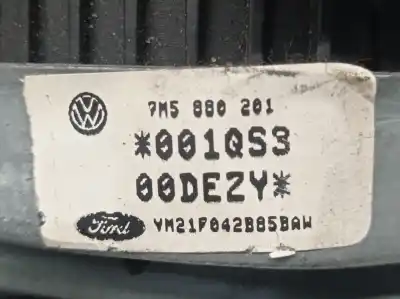 7M5 880 201
*001QS3
00DEZY*
Ford
YM21F042B85BAW